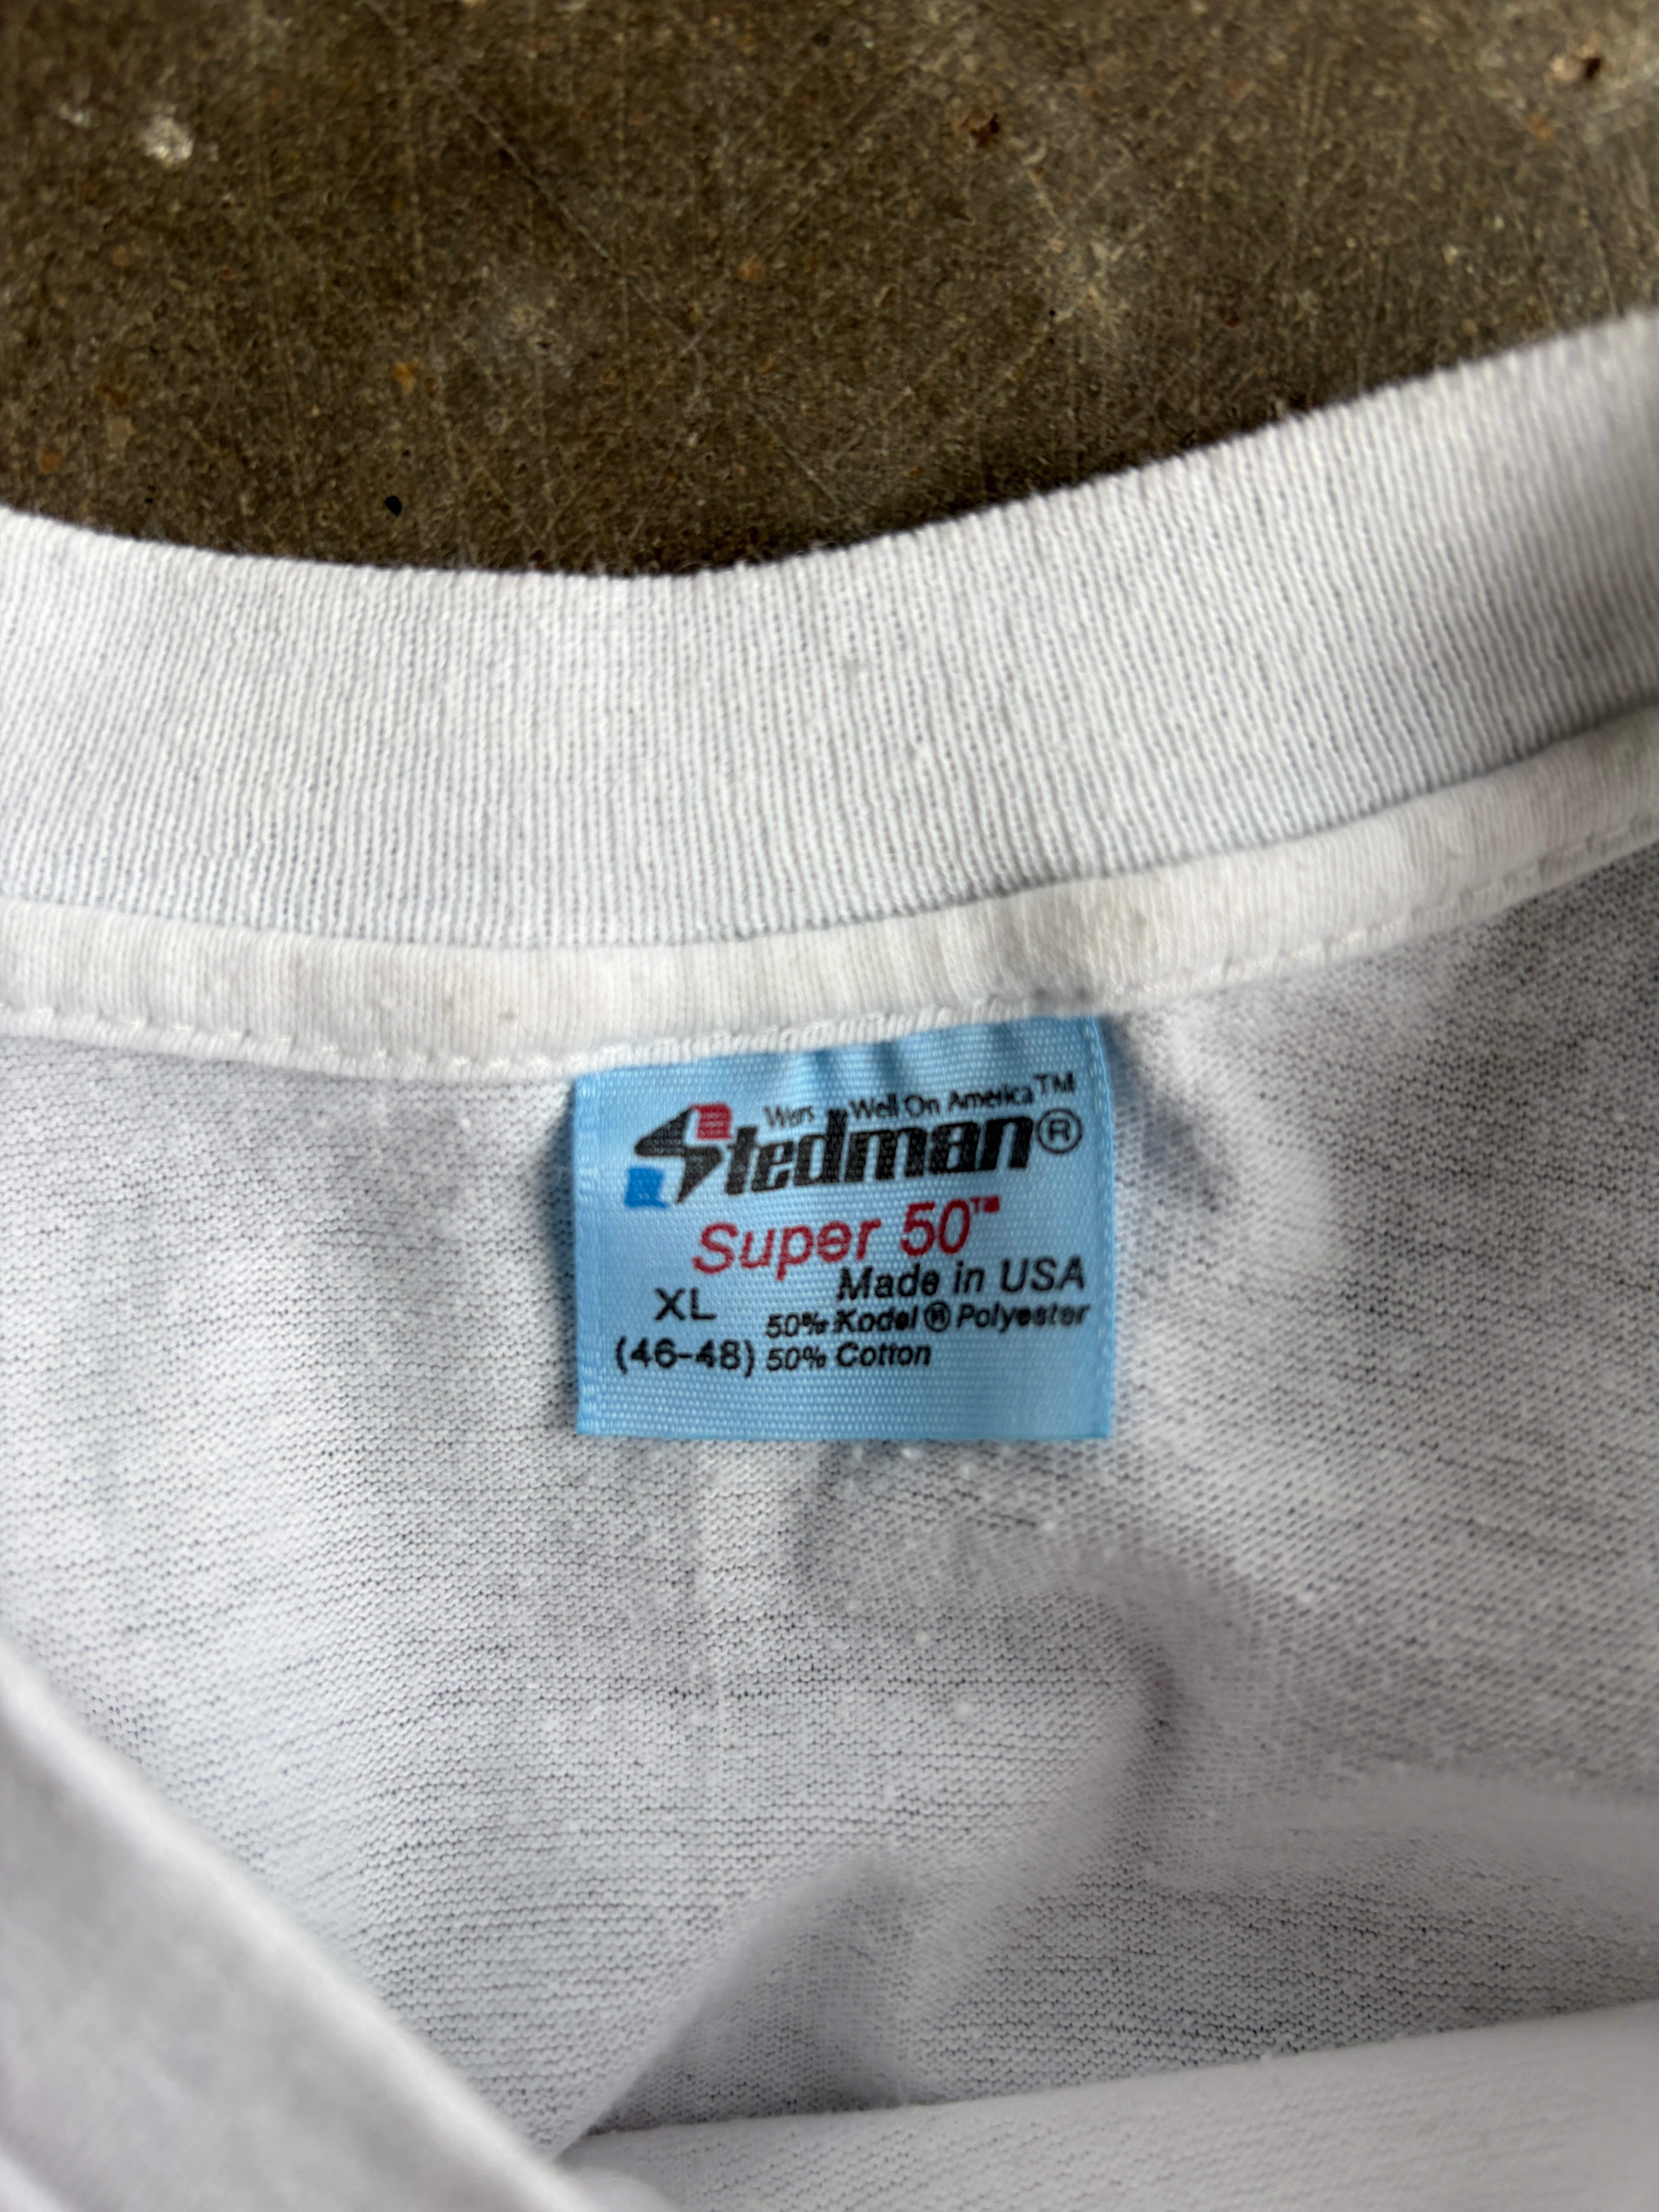 Wears Well On America™
Stedman®
Super 50™
Made in USA
XL 50% Kodel® Polyester
(46-48) 50% Cotton